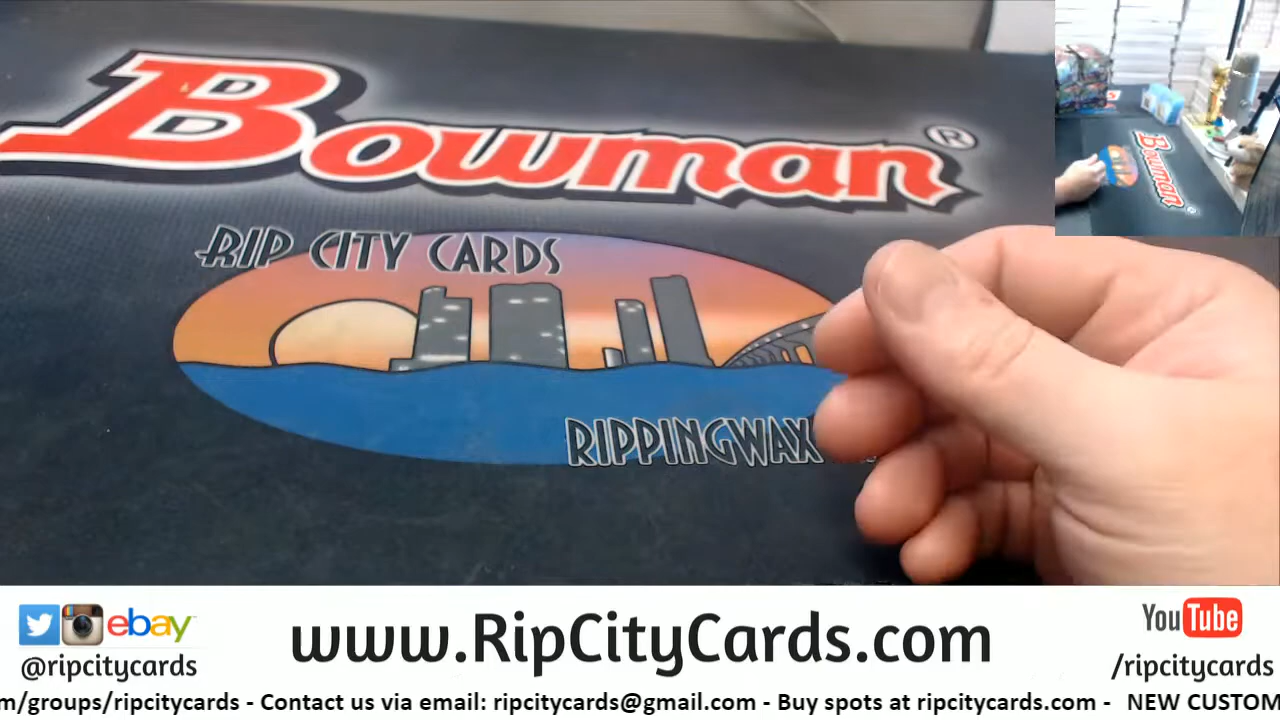 Bowman®
RIP CITY CARDS
RIPPINGWAX
ebay
www.RipCityCards.com
YouTube
@ripcitycards
/ripcitycards
m/groups/ripcitycards - Contact us via email: ripcitycards@gmail.com - Buy spots at ripcitycards.com - NEW CUSTOM
Bowman®